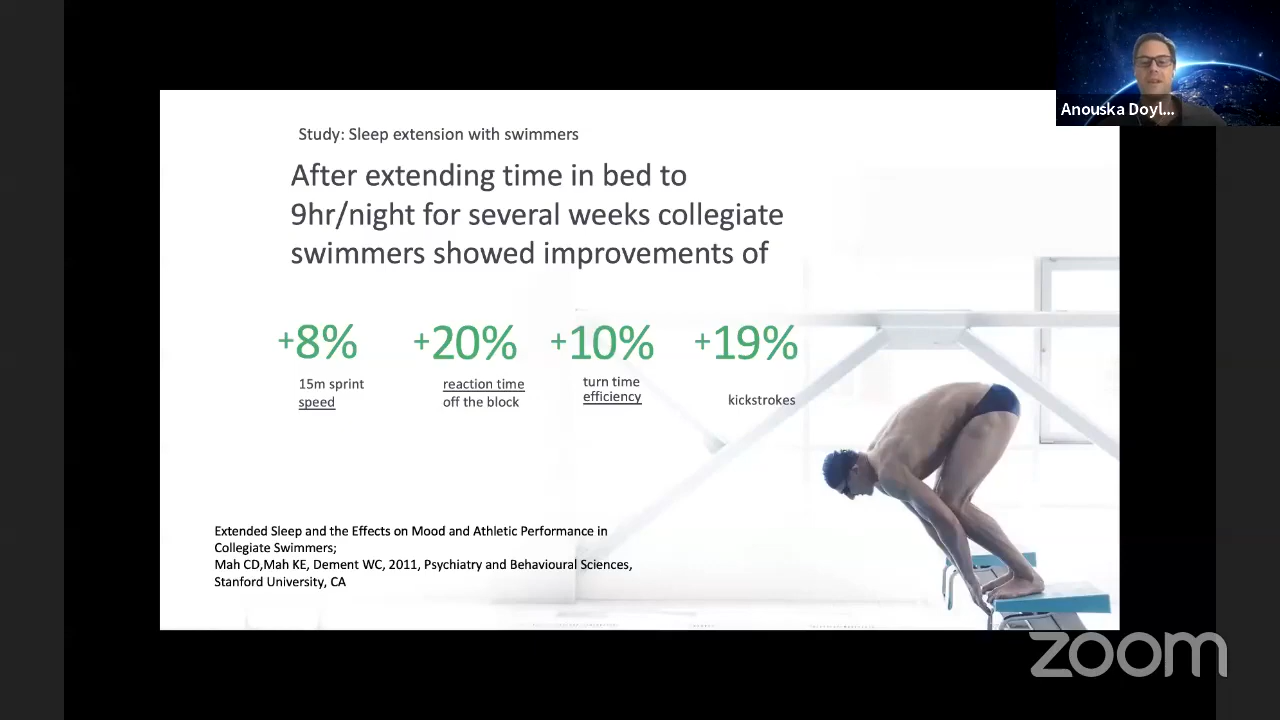 Anouska Doyl...
Study: Sleep extension with swimmers
After extending time in bed to
9hr/night for several weeks collegiate
swimmers showed improvements of
+8% +20% +10% +19%
15m sprint
speed
reaction time
off the block
turn time
efficiency
kickstrokes
Extended Sleep and the Effects on Mood and Athletic Performance in
Collegiate Swimmers;
Mah CD,Mah KE, Dement WC, 2011, Psychiatry and Behavioural Sciences,
Stanford University, CA
zoom